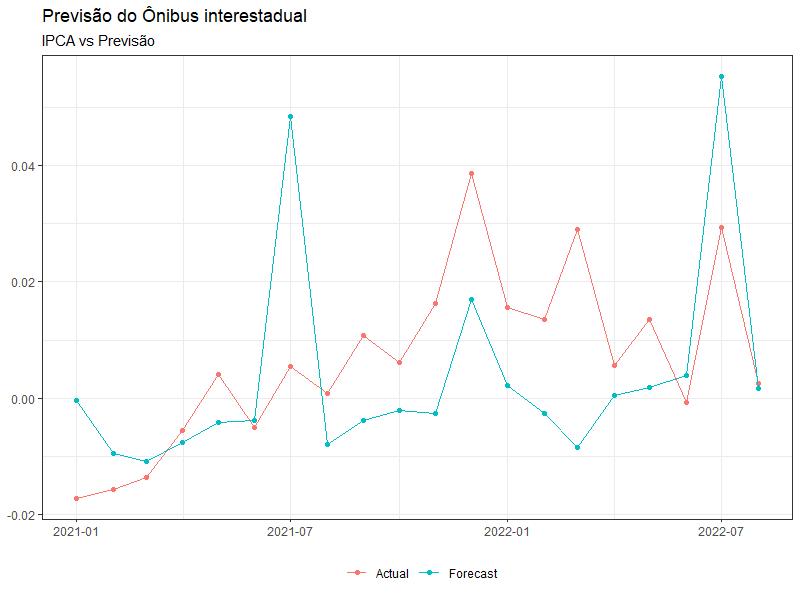 Previsão do Ônibus interestadual
IPCA vs Previsão
0.04
0.02
0.00
-0.02
2021-01 2021-07 2022-01 2022-07
Actual Forecast